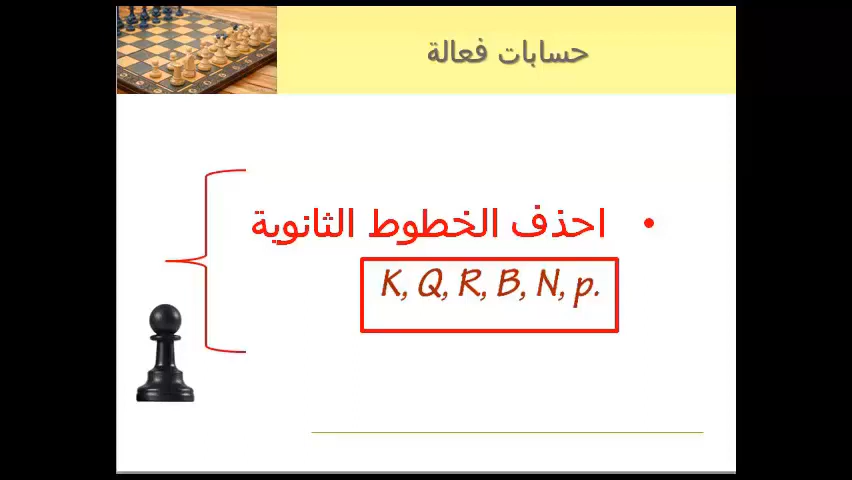 حسابات فعالة
• احذف الخطوط الثانوية
K, Q, R, B, N, p.